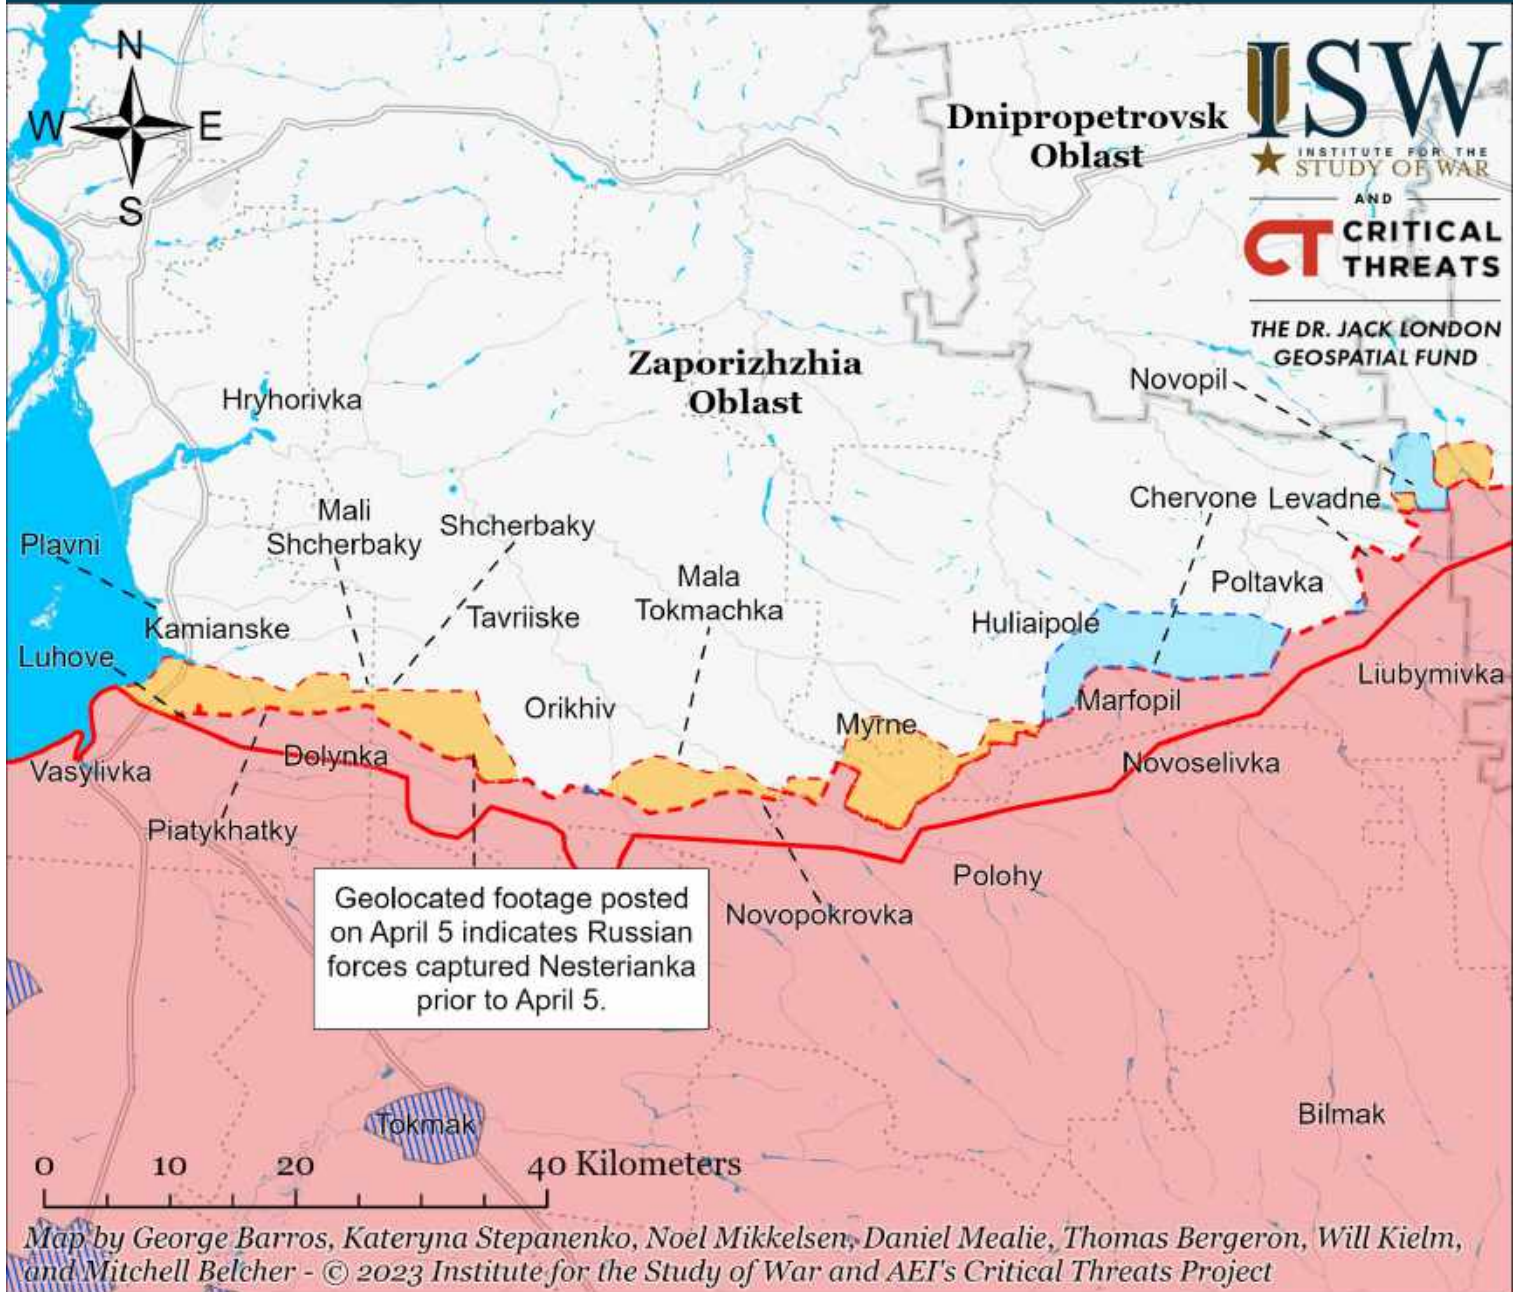 N
W
E
S
Dnipropetrovsk
Oblast
ISW
INSTITUTE FOR THE
STUDY OF WAR
AND
CT CRITICAL
THREATS
THE DR. JACK LONDON
GEOSPATIAL FUND
Zaporizhzhia
Oblast
Novopil
Hryhorivka
Chervone
Levadne
Mali
Shcherbaky
Shcherbaky
Plavni
Mala
Tokmachka
Poltavka
Tavriiske
Huliaipole
Kamianske
Luhove
Liubymivka
Marfopil
Orikhiv
Myrne
Dolynka
Novoselivka
Vasylivka
Piatykhatky
Polohy
Novopokrovka
Geolocated footage posted
on April 5 indicates Russian
forces captured Nesterianka
prior to April 5.
Tokmak
Bilmak
0 10 20 40 Kilometers
Map by George Barros, Kateryna Stepanenko, Noel Mikkelsen, Daniel Mealie, Thomas Bergeron, Will Kielm,
and Mitchell Belcher - © 2023 Institute for the Study of War and AEI's Critical Threats Project